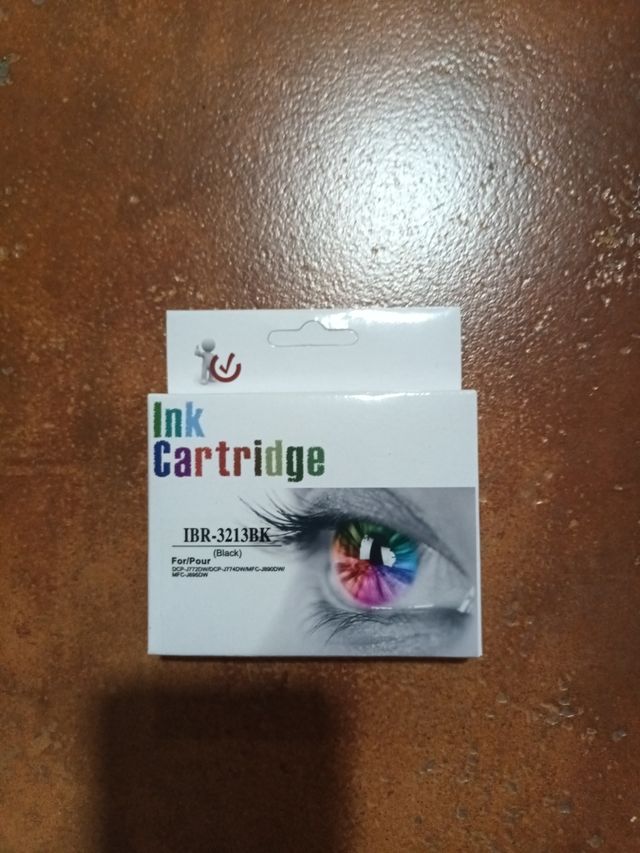 Ink
Cartridge
IBR-3213BK
(Black)
For/Pour
DCP-J772DW/DCP-J774DW/MFC-J890DW/
MFC-J895DW